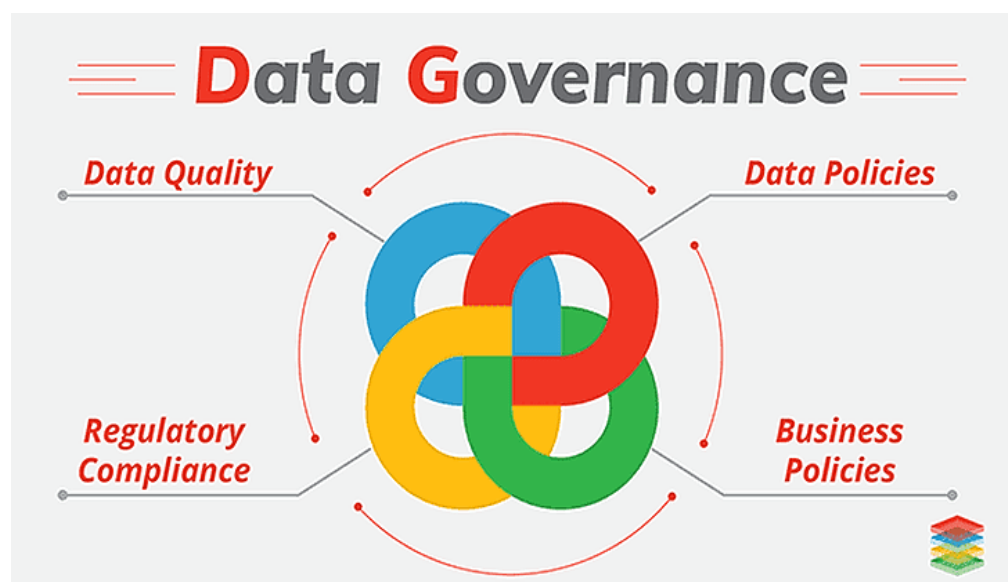 Data Governance
Data Quality
Data Policies
Regulatory
Compliance
Business
Policies